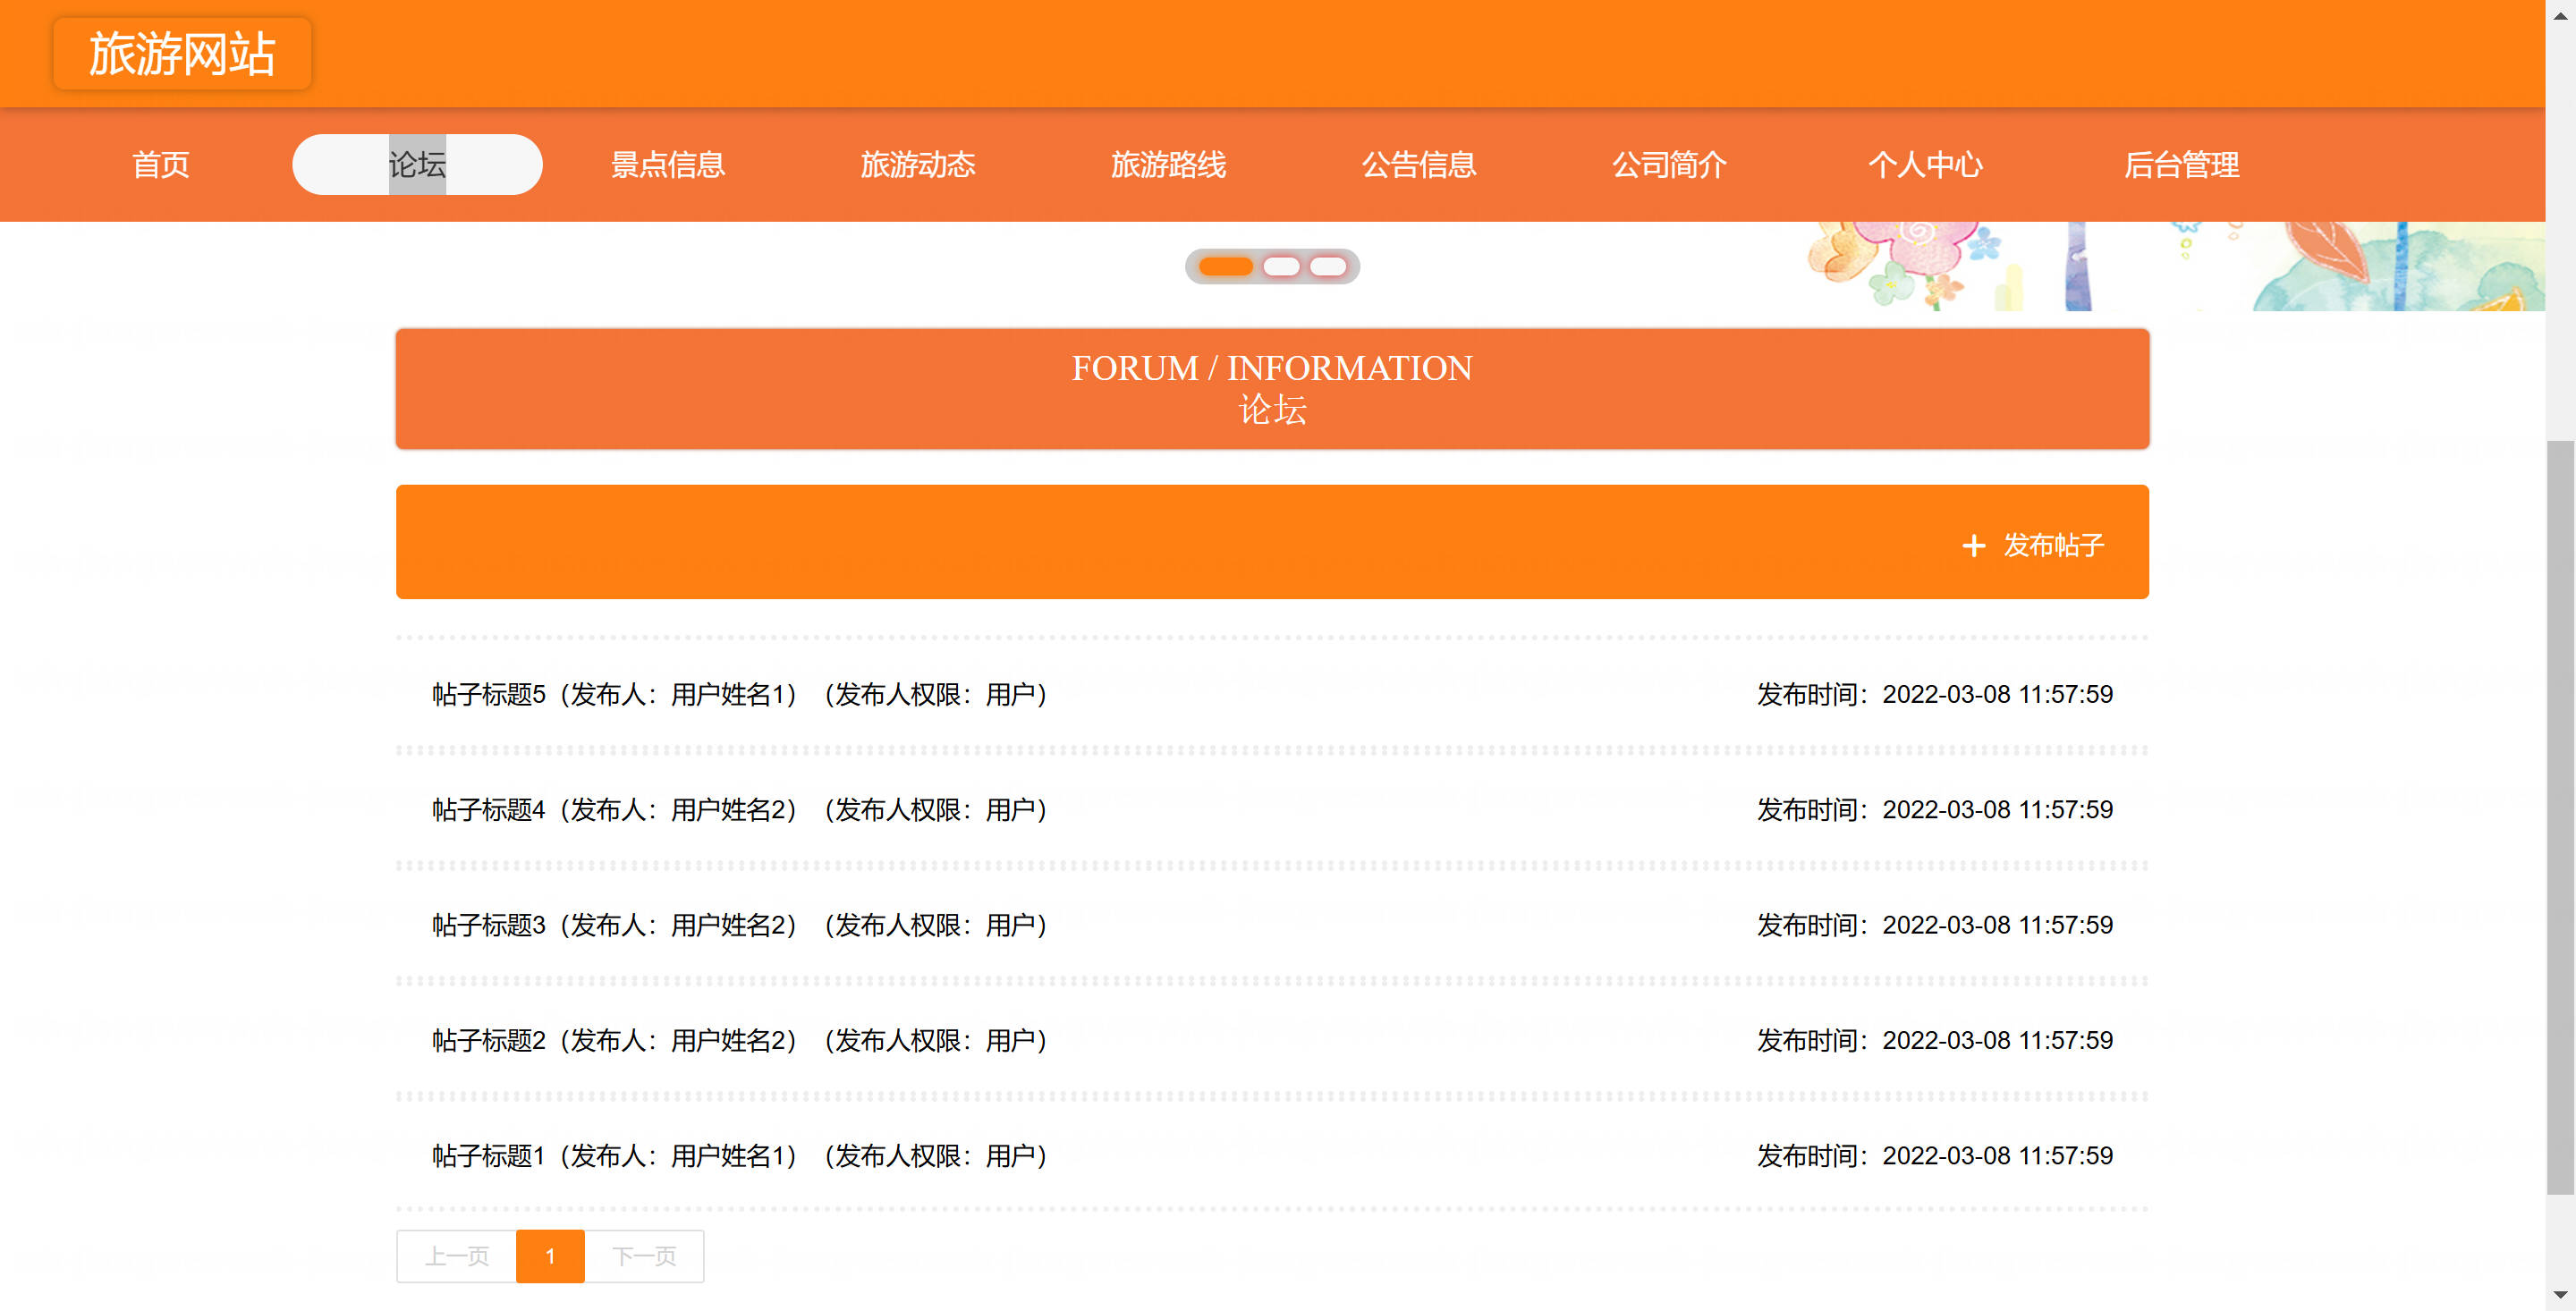 旅游网站
首页 论坛 景点信息 旅游动态 旅游路线 公告信息 公司简介 个人中心 后台管理
FORUM / INFORMATION
论坛
+ 发布帖子
帖子标题5（发布人：用户姓名1）（发布人权限：用户） 发布时间：2022-03-08 11:57:59
帖子标题4（发布人：用户姓名2）（发布人权限：用户） 发布时间：2022-03-08 11:57:59
帖子标题3（发布人：用户姓名2）（发布人权限：用户） 发布时间：2022-03-08 11:57:59
帖子标题2（发布人：用户姓名2）（发布人权限：用户） 发布时间：2022-03-08 11:57:59
帖子标题1（发布人：用户姓名1）（发布人权限：用户） 发布时间：2022-03-08 11:57:59
上一页 1 下一页